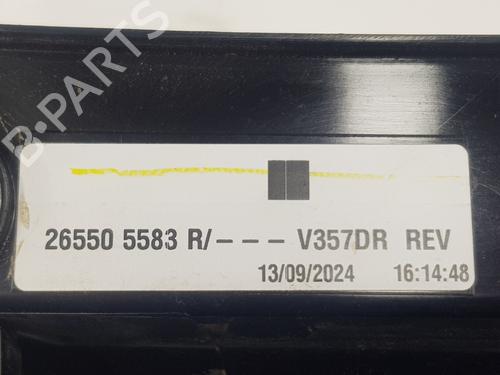 B-PARTS
26550 5583 R/--- V357DR REV
13/09/2024 16:14:48